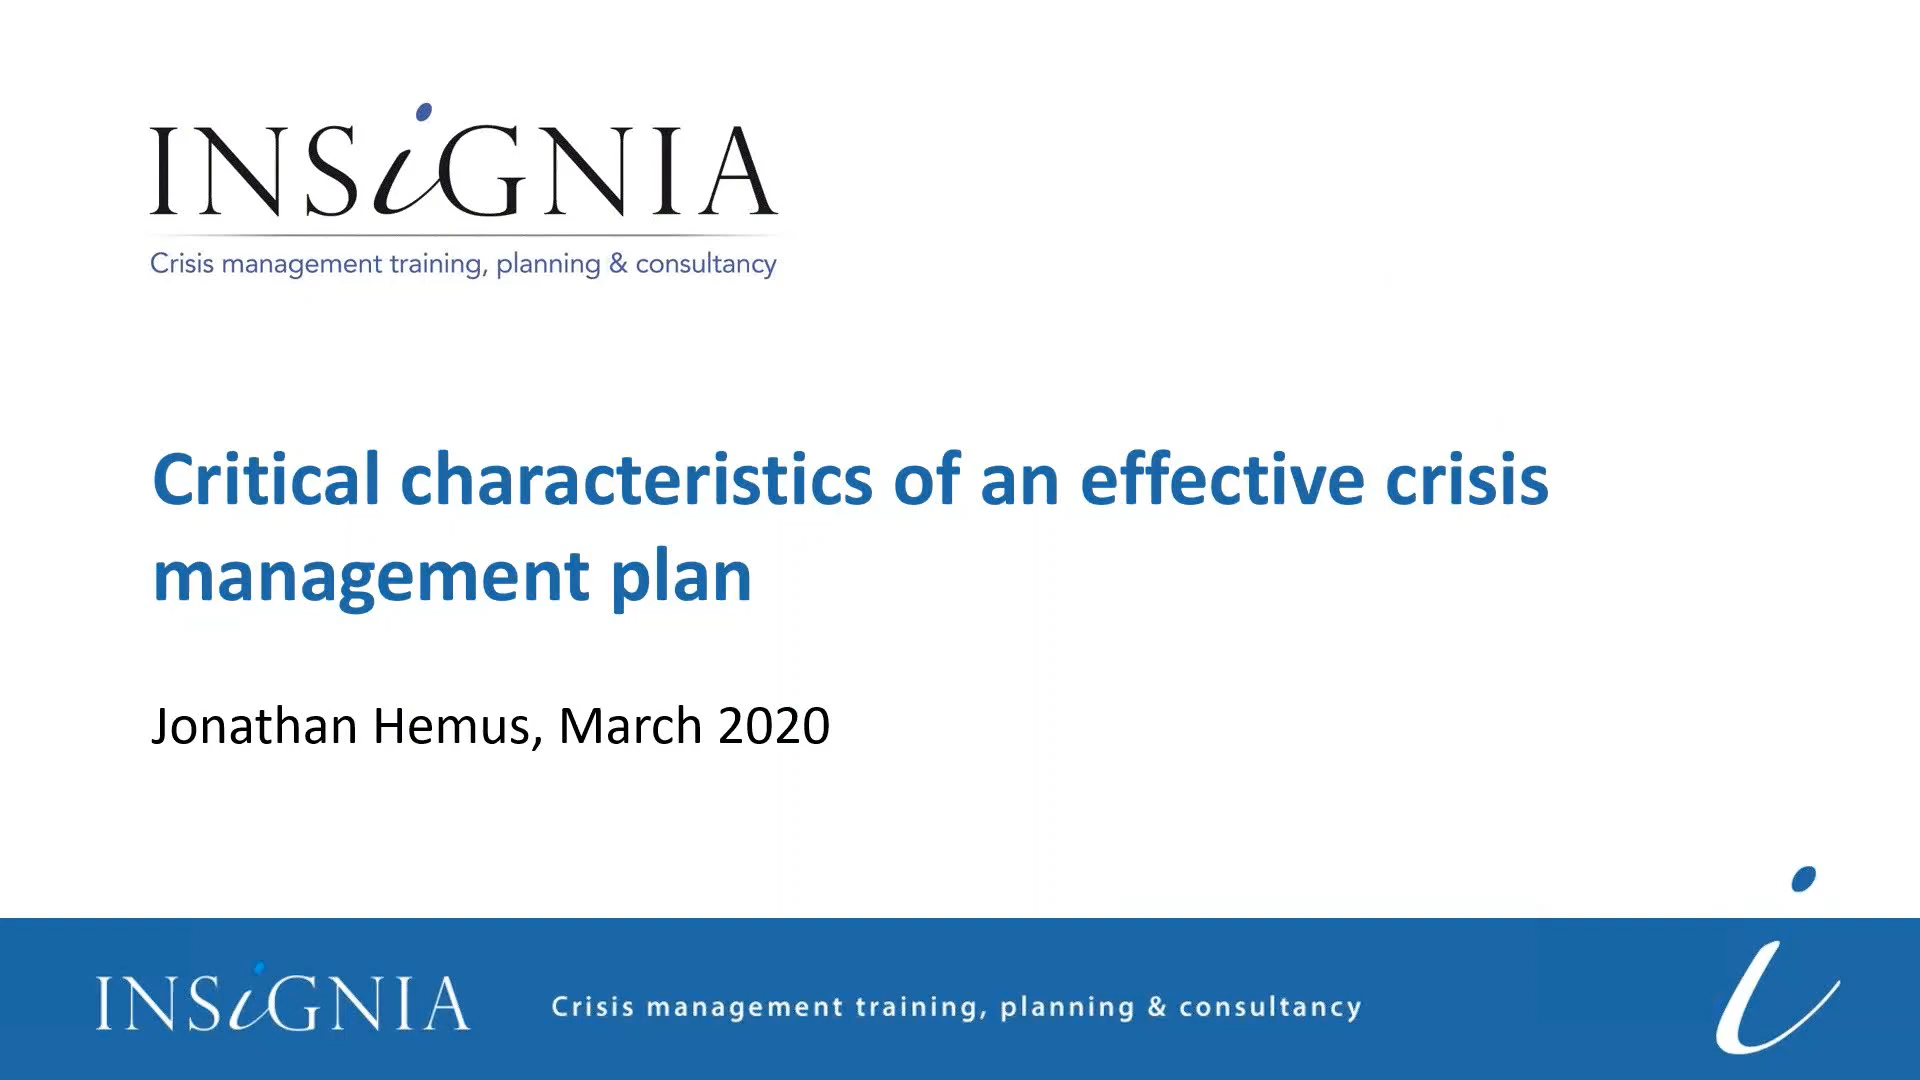 INSiGNIA
Crisis management training, planning & consultancy
Critical characteristics of an effective crisis
management plan
Jonathan Hemus, March 2020
i
INSiGNIA
Crisis management training, planning & consultancy